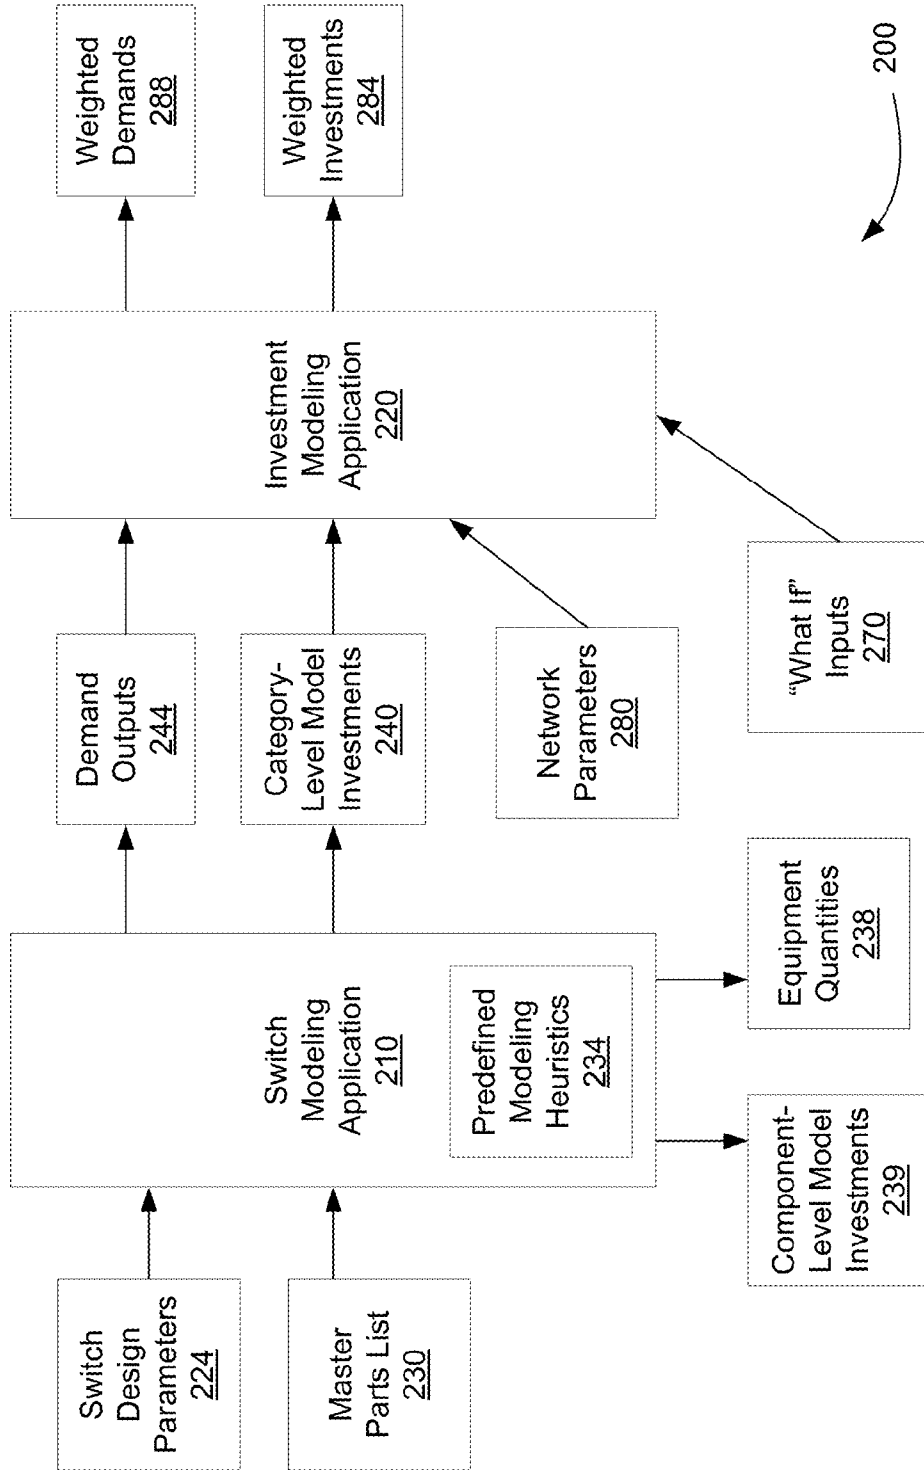 Switch
Design
Parameters
224
Master
Parts List
230
Switch
Modeling
Application
210
Predefined
Modeling
Heuristics
234
Component-
Level Model
Investments
239
Equipment
Quantities
238
Demand
Outputs
244
Category-
Level Model
Investments
240
Network
Parameters
280
“What If”
Inputs
270
Investment
Modeling
Application
220
Weighted
Demands
288
Weighted
Investments
284
200